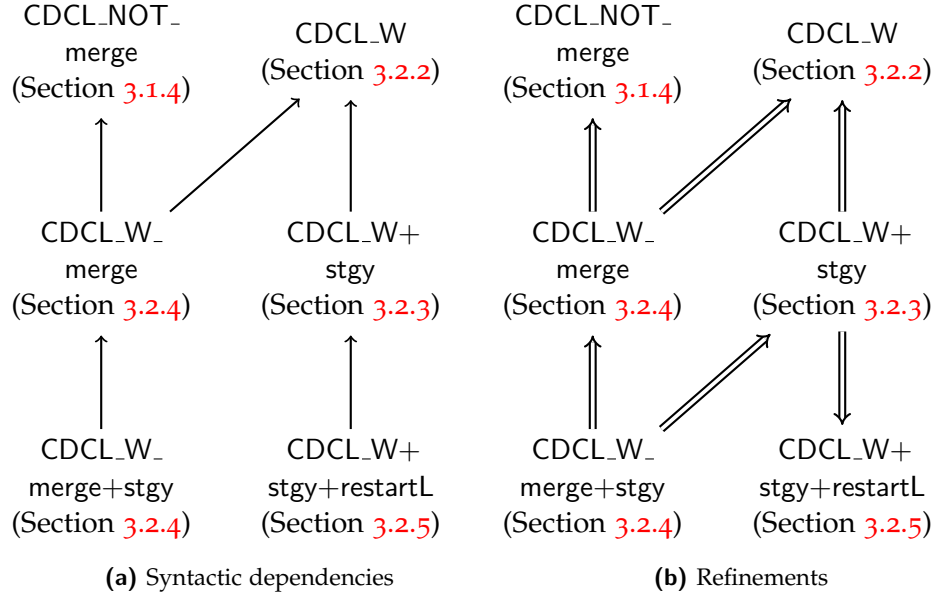 CDCL_NOT_
merge
(Section 3.1.4)
CDCL_W
(Section 3.2.2)
CDCL_W_
merge
(Section 3.2.4)
CDCL_W+
stgy
(Section 3.2.3)
CDCL_W_
merge+stgy
(Section 3.2.4)
CDCL_W+
stgy+restartL
(Section 3.2.5)
(a) Syntactic dependencies
CDCL_NOT_
merge
(Section 3.1.4)
CDCL_W
(Section 3.2.2)
CDCL_W_
merge
(Section 3.2.4)
CDCL_W+
stgy
(Section 3.2.3)
CDCL_W_
merge+stgy
(Section 3.2.4)
CDCL_W+
stgy+restartL
(Section 3.2.5)
(b) Refinements